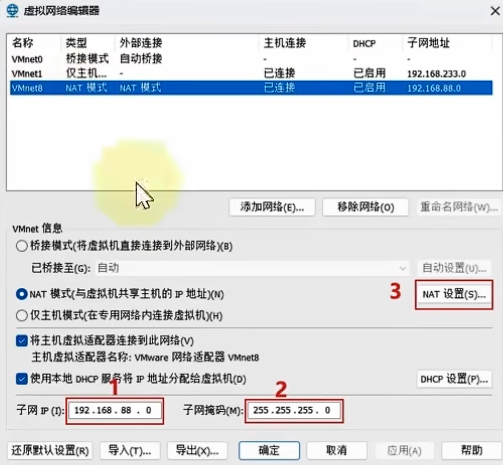 虚拟网络编辑器
名称 类型 外部连接 主机连接 DHCP 子网地址
VMnet0 桥接模式 自动桥接 - - -
VMnet1 仅主机... - 已连接 已启用 192.168.233.0
VMnet8 NAT 模式 NAT 模式 已连接 已启用 192.168.88.0
添加网络(E)... 移除网络(O) 重命名网络(W)...
VMnet 信息
桥接模式(将虚拟机直接连接到外部网络)(B)
已桥接至(G): 自动 自动设置(U)...
NAT 模式(与虚拟机共享主机的 IP 地址)(N) 3 NAT 设置(S)...
仅主机模式(在专用网络内连接虚拟机)(H)
将主机虚拟适配器连接到此网络(V)
主机虚拟适配器名称: VMware 网络适配器 VMnet8
使用本地 DHCP 服务将 IP 地址分配给虚拟机(D) DHCP 设置(P)...
1 2
子网 IP (I): 192.168. 88 . 0 子网掩码(M): 255.255.255. 0
还原默认设置(R) 导入(T)... 导出(X)... 确定 取消 应用(A) 帮助